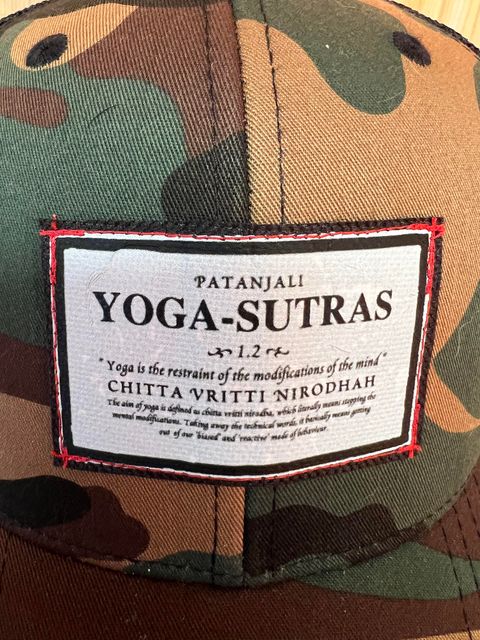 PATANJALI
YOGA-SUTRAS
1.2
"Yoga is the restraint of the modifications of the mind"
CHITTA VRITTI NIRODHAH
The aim of yoga is defined as chitta vritti nirodha, which literally means stopping the
mental modifications. Taking away the technical words, it basically means getting
out of our 'biased' and 'reactive' mode of behaviour.